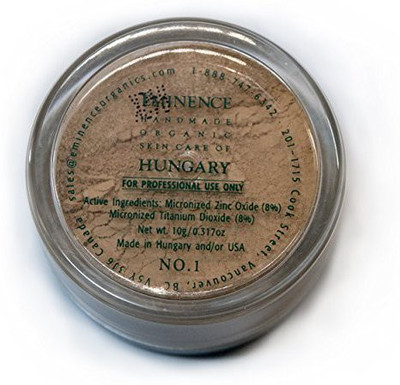 sales@eminenceorganics.com 1-888-747-6342 201-1715 Cook Street, Vancouver, BC V5Y 3J6 Canada
EMINENCE
HANDMADE
ORGANIC
SKIN CARE OF
HUNGARY
FOR PROFESSIONAL USE ONLY
Active Ingredients: Micronized Zinc Oxide (8%)
Micronized Titanium Dioxide (8%)
Net wt. 10g/0.317oz
Made in Hungary and/or USA
NO.1